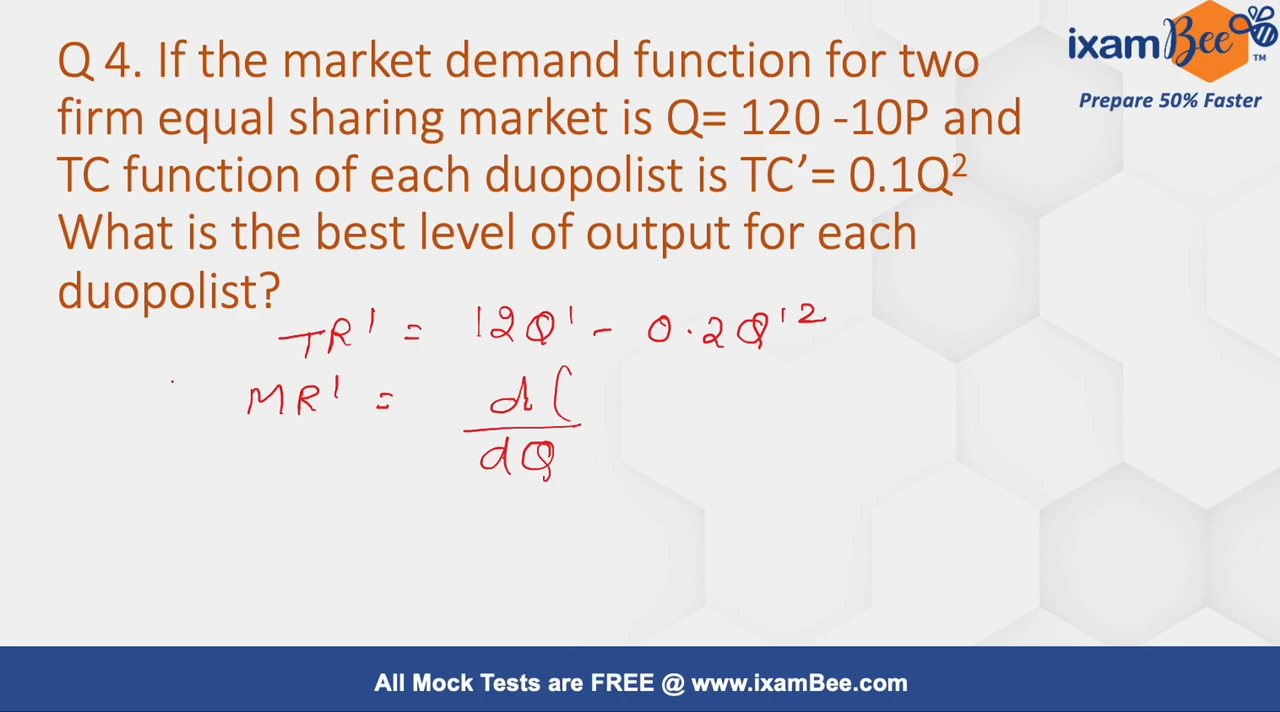 ixamBee™
Prepare 50% Faster
Q 4. If the market demand function for two
firm equal sharing market is Q= 120 -10P and
TC function of each duopolist is TC’= 0.1Q²
What is the best level of output for each
duopolist?
TR' = 12Q' - 0.2Q'²
MR' = d(
dQ
All Mock Tests are FREE @ www.ixamBee.com